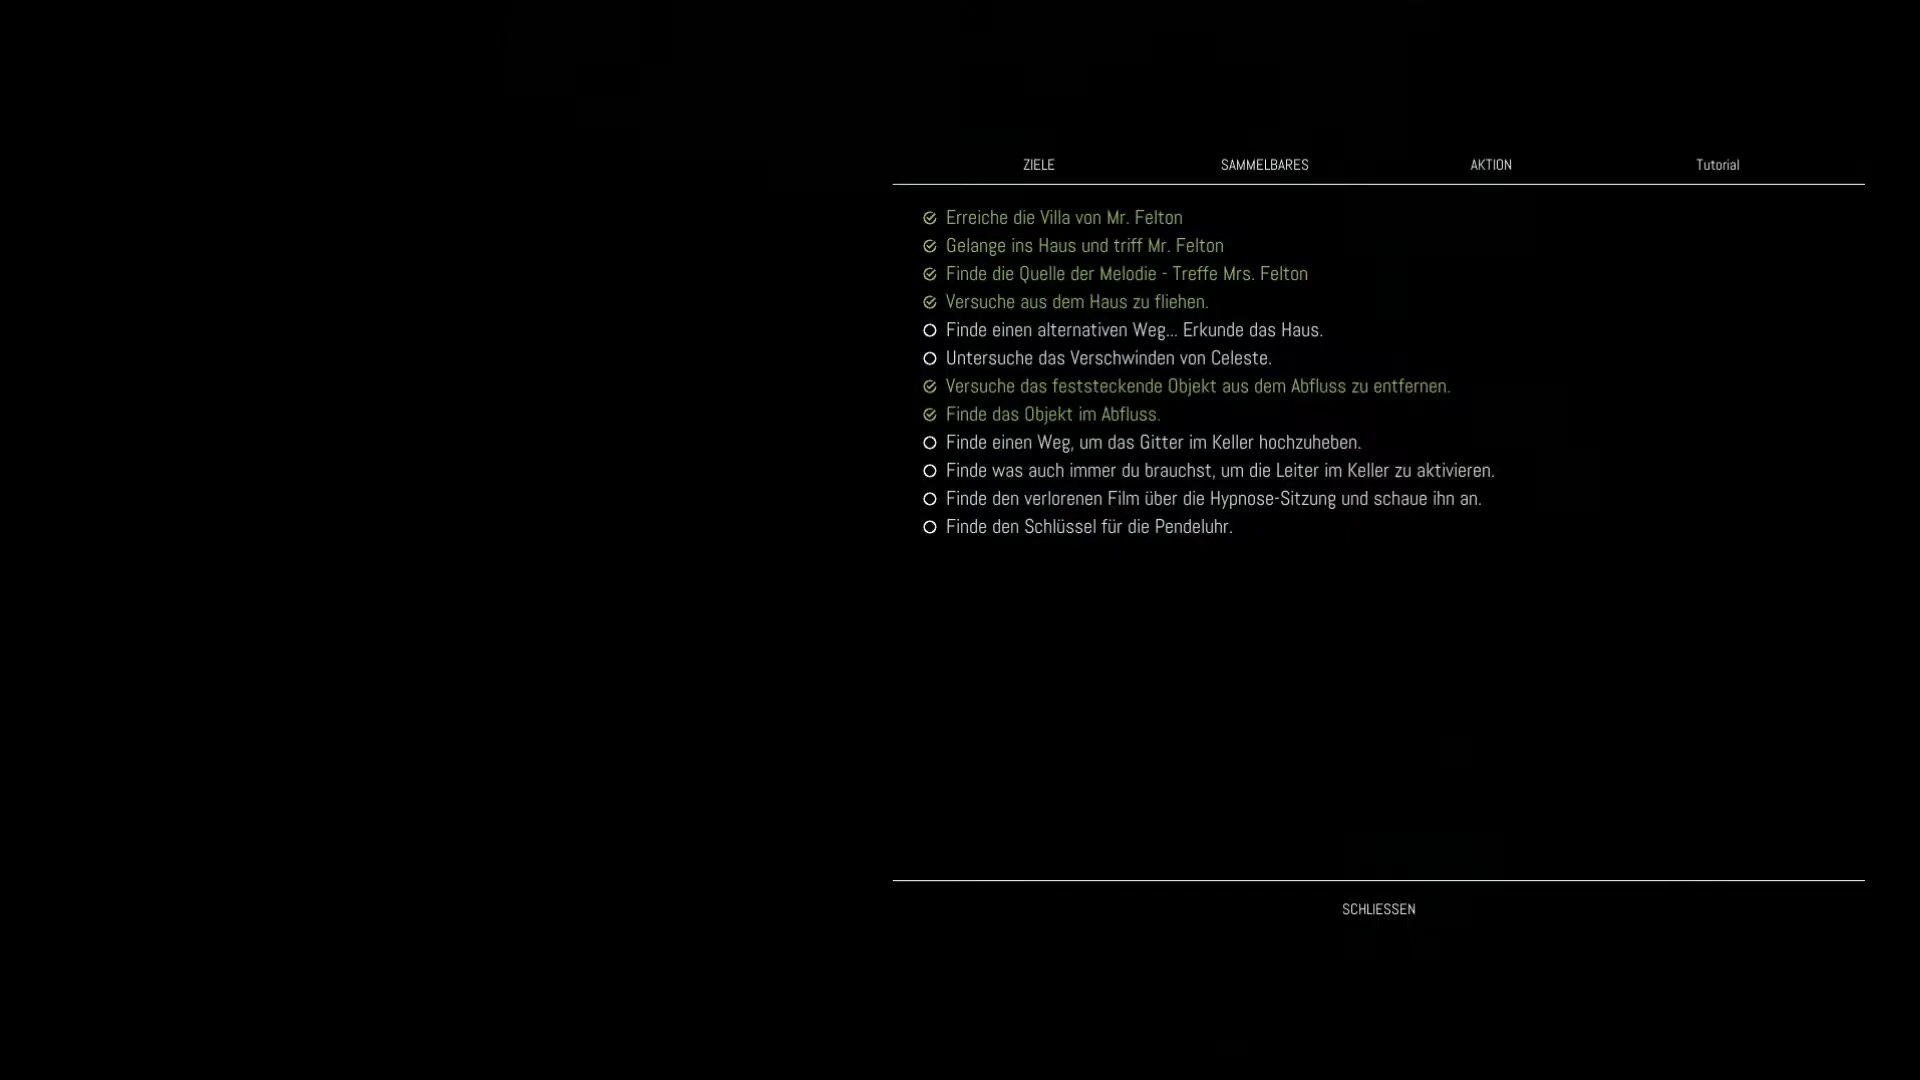 ZIELE SAMMELBARES AKTION Tutorial
Erreiche die Villa von Mr. Felton
Gelange ins Haus und triff Mr. Felton
Finde die Quelle der Melodie - Treffe Mrs. Felton
Versuche aus dem Haus zu fliehen.
Finde einen alternativen Weg... Erkunde das Haus.
Untersuche das Verschwinden von Celeste.
Versuche das feststeckende Objekt aus dem Abfluss zu entfernen.
Finde das Objekt im Abfluss.
Finde einen Weg, um das Gitter im Keller hochzuheben.
Finde was auch immer du brauchst, um die Leiter im Keller zu aktivieren.
Finde den verlorenen Film über die Hypnose-Sitzung und schaue ihn an.
Finde den Schlüssel für die Pendeluhr.
SCHLIESSEN